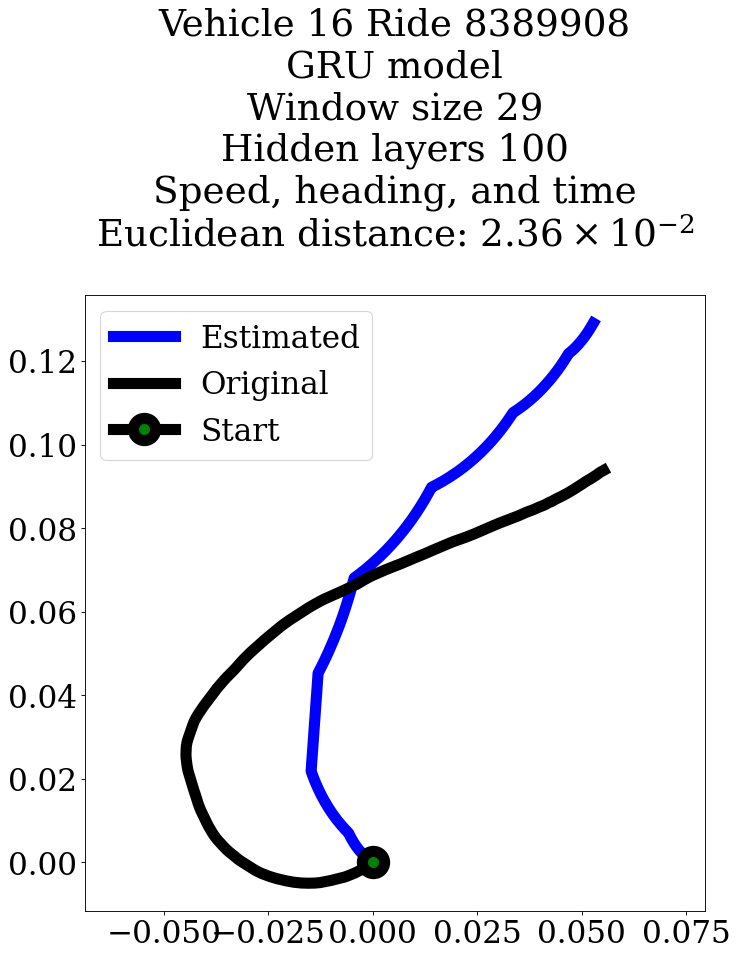 Vehicle 16 Ride 8389908
GRU model
Window size 29
Hidden layers 100
Speed, heading, and time
Euclidean distance: 2.36 × 10⁻²
Estimated
Original
Start
0.12
0.10
0.08
0.06
0.04
0.02
0.00
−0.050 −0.025 0.000 0.025 0.050 0.075